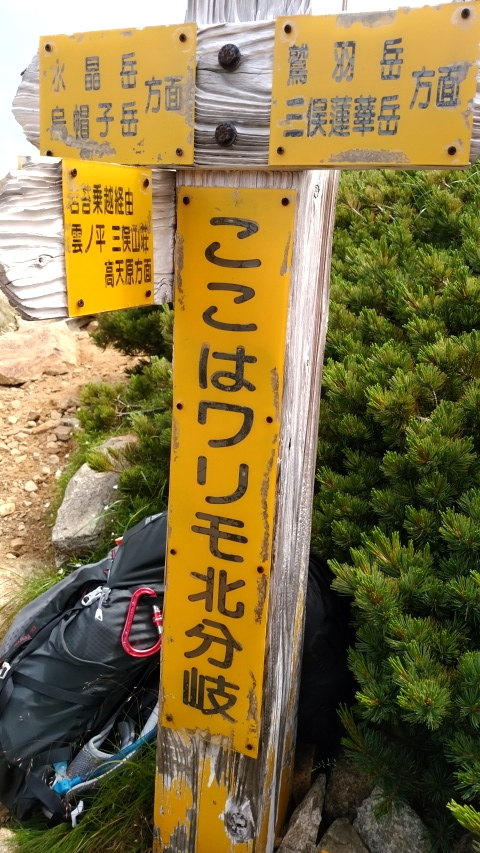 水晶岳
烏帽子岳
方面
鷲羽岳
三俣蓮華岳
方面
岩苔乗越経由
雲ノ平 三俣山荘
高天原方面
ここはワリモ北分岐